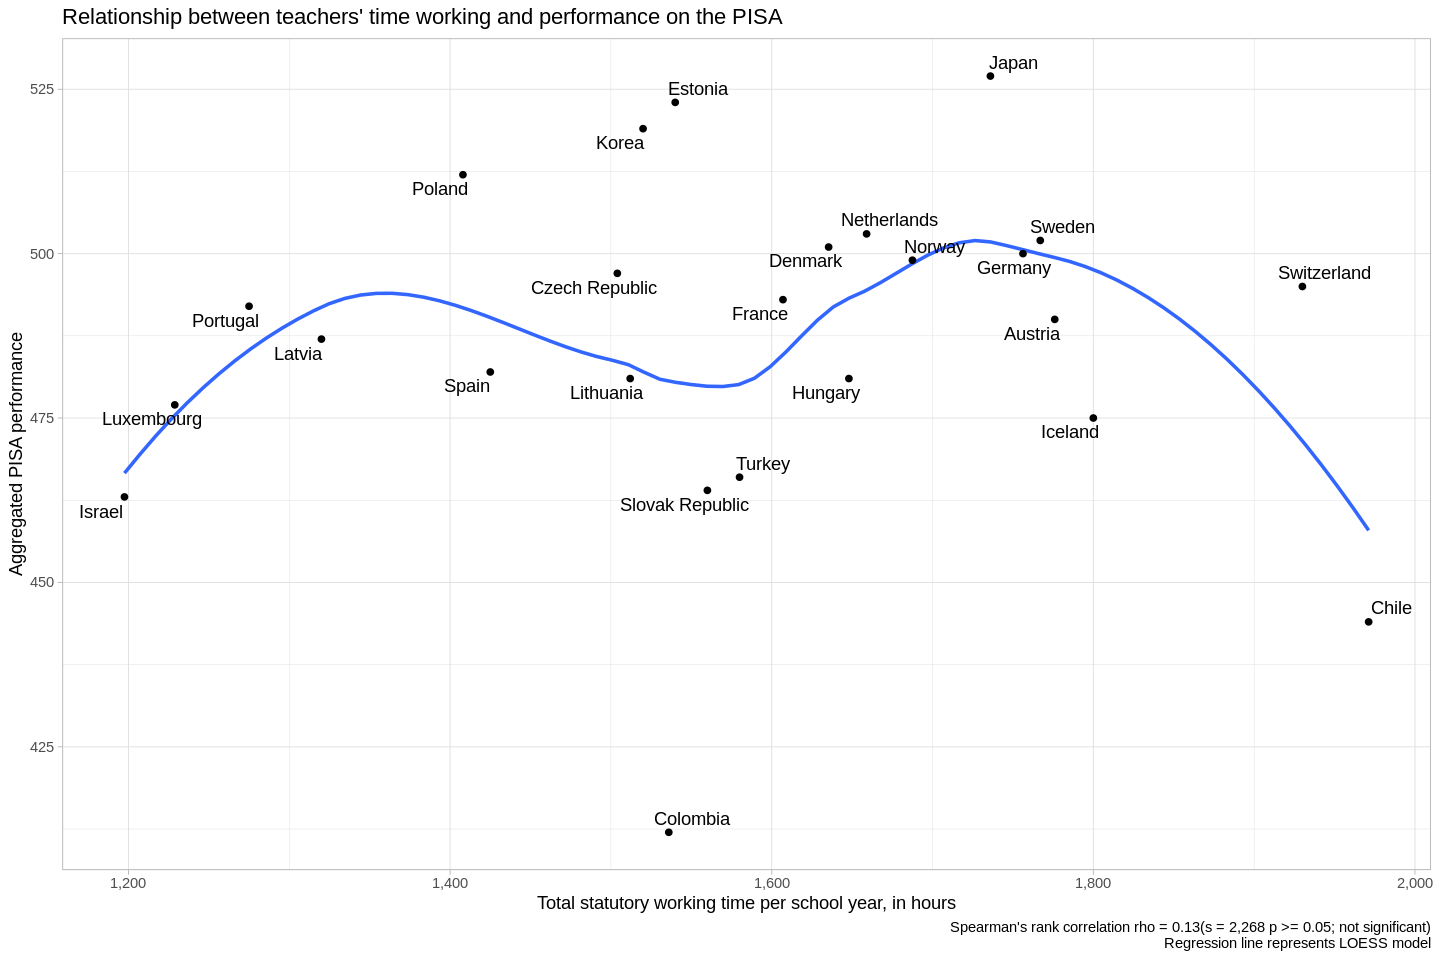 Relationship between teachers' time working and performance on the PISA
Japan
525
Estonia
Korea
Poland
Netherlands
Sweden
Norway
500
Denmark
Germany
Switzerland
Czech Republic
France
Portugal
Austria
Latvia
Spain
Lithuania
Hungary
475
Luxembourg
Iceland
Turkey
Slovak Republic
Israel
450
Chile
425
Colombia
Aggregated PISA performance
1,200
1,400
1,600
1,800
2,000
Total statutory working time per school year, in hours
Spearman's rank correlation rho = 0.13(s = 2,268 p >= 0.05; not significant)
Regression line represents LOESS model